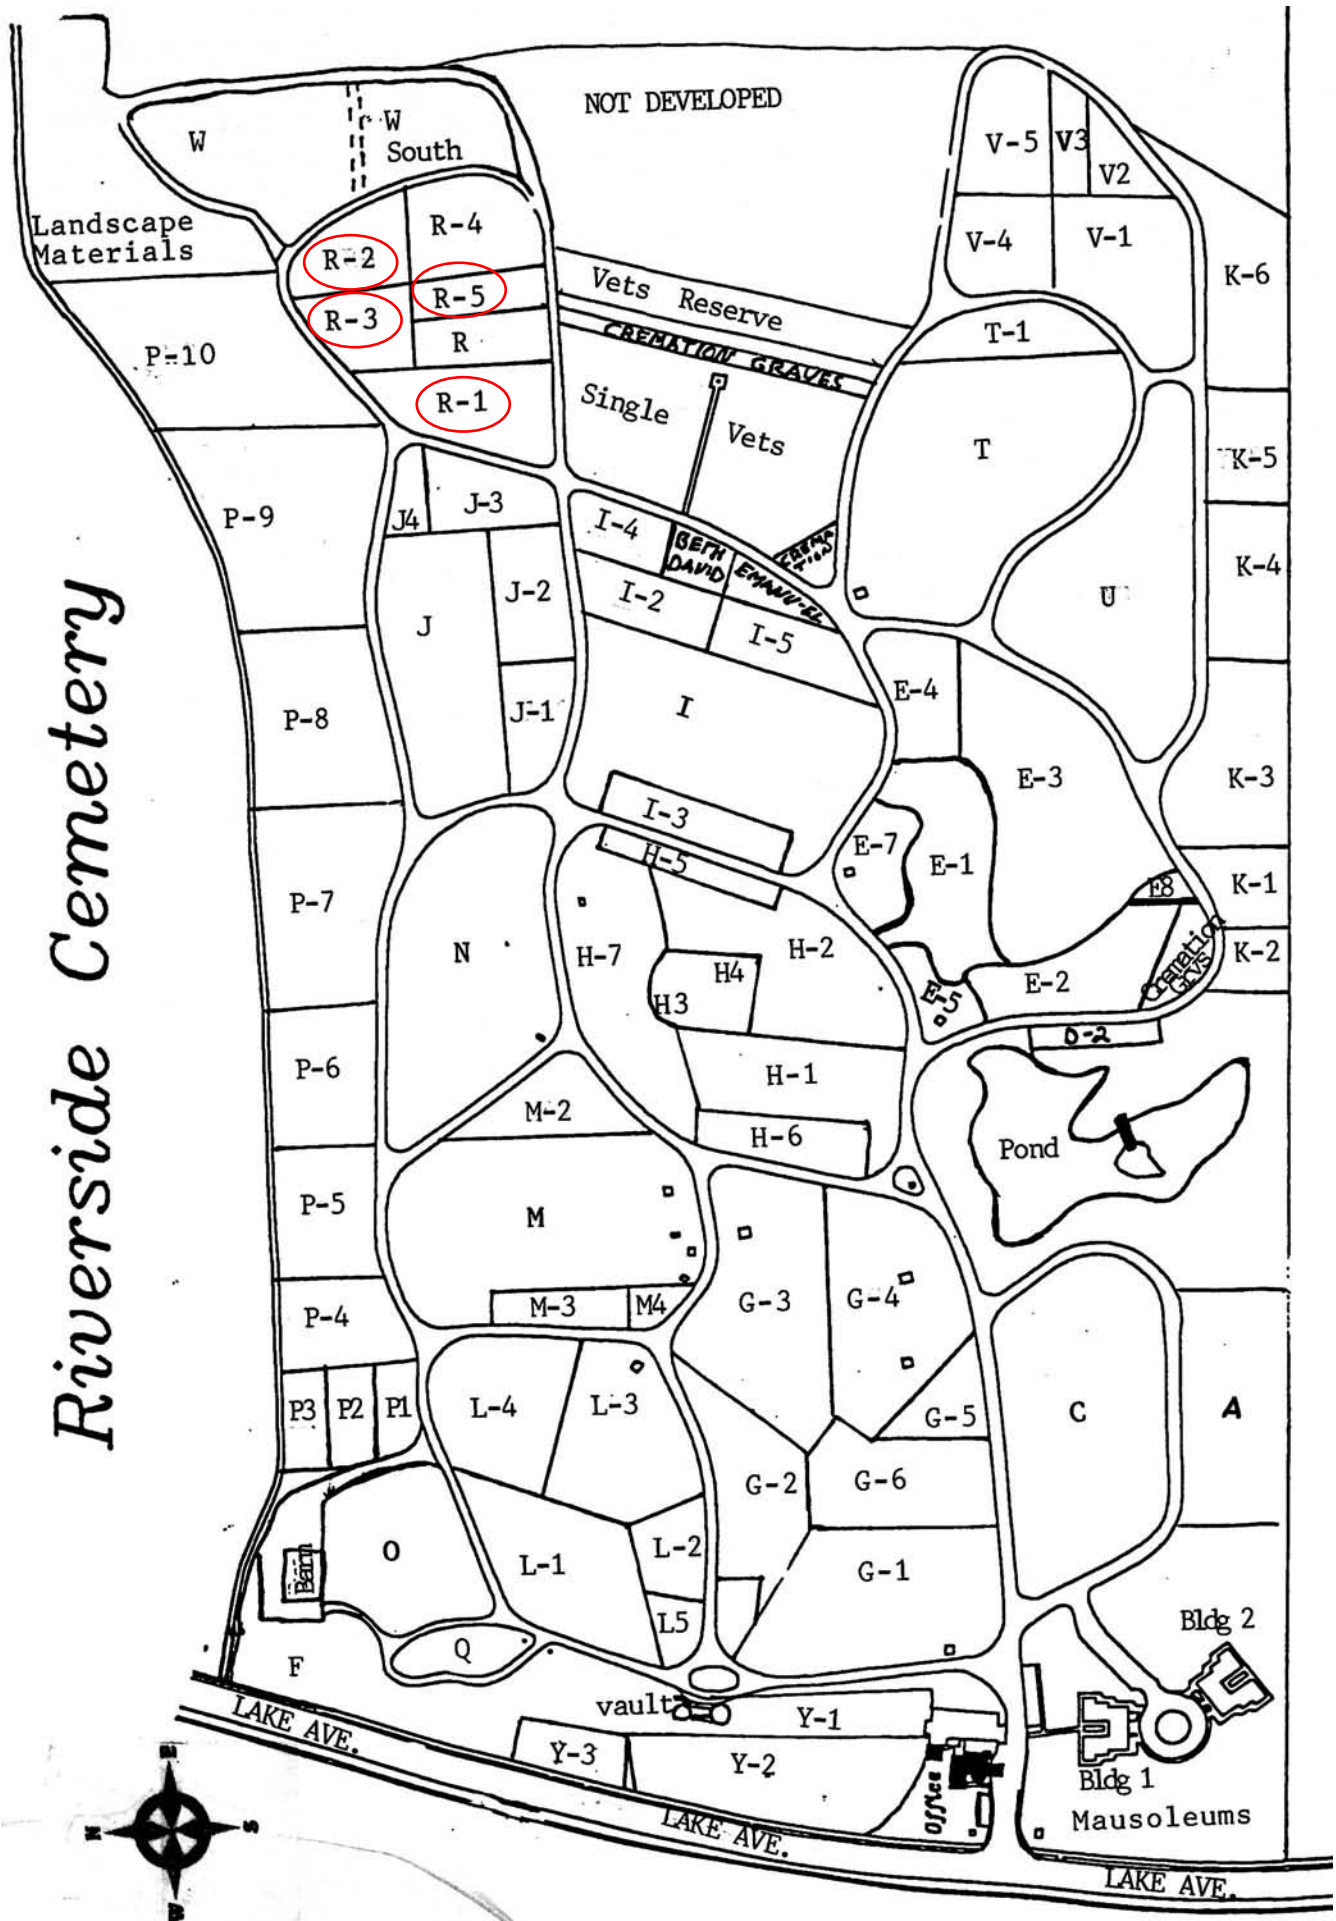 NOT DEVELOPED
W
W
South
V-5
V3
V2
Landscape
Materials
R-2
R-4
V-4
V-1
K-6
R-5
R-3
R
Vets Reserve
CREMATION GRAVES
T-1
P-10
R-1
Single
Vets
T
K-5
P-9
J4
J-3
I-4
BETH
DAVID
EMANU-EL
CREMA
TION
K-4
J
J-2
I-2
I-5
U
Riverside Cemetery
P-8
J-1
I
E-4
E-3
K-3
I-3
H-5
E-7
E-1
E8
K-1
P-7
N
H-7
H-2
H4
H3
E-5
E-2
Cremation
Grvs
K-2
D-2
P-6
H-1
M-2
H-6
Pond
P-5
M
P-4
M-3
M4
G-3
G-4
P3
P2
P1
L-4
L-3
G-5
C
A
G-2
G-6
O
Barn
L-1
L-2
G-1
L5
Q
F
Bldg 2
vault
Y-1
LAKE AVE.
Y-3
Y-2
Office
Bldg 1
Mausoleums
LAKE AVE.
LAKE AVE.
E
N
S
W